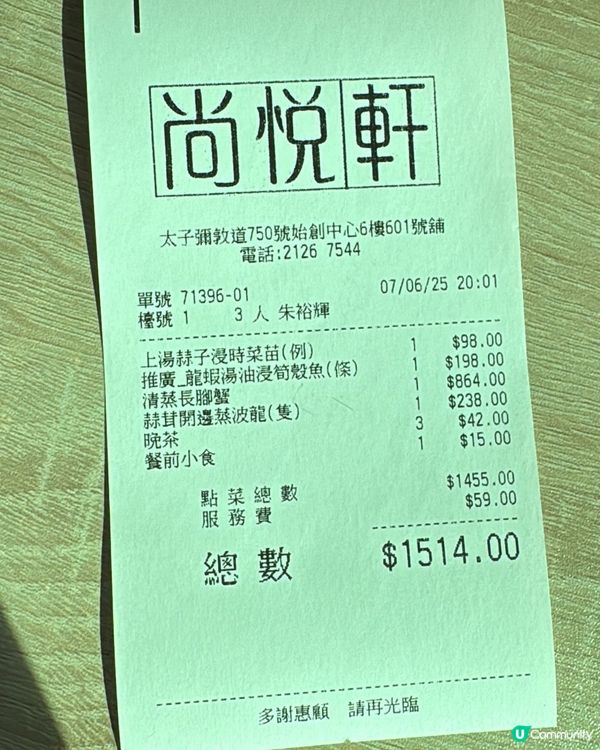 尚悦軒
太子彌敦道750號始創中心6樓601號舖
電話:2126 7544
單號 71396-01 07/06/25 20:01
檯號 1 3 人 朱裕輝
上湯蒜子浸時菜苗(例) 1 $98.00
推廣_龍蝦湯油浸筍殼魚(條) 1 $198.00
清蒸長腳蟹 1 $864.00
蒜茸開邊蒸波龍(隻) 1 $238.00
晚茶 3 $42.00
餐前小食 1 $15.00
點菜總數 $1455.00
服務費 $59.00
總數 $1514.00
多謝惠顧 請再光臨
U Community